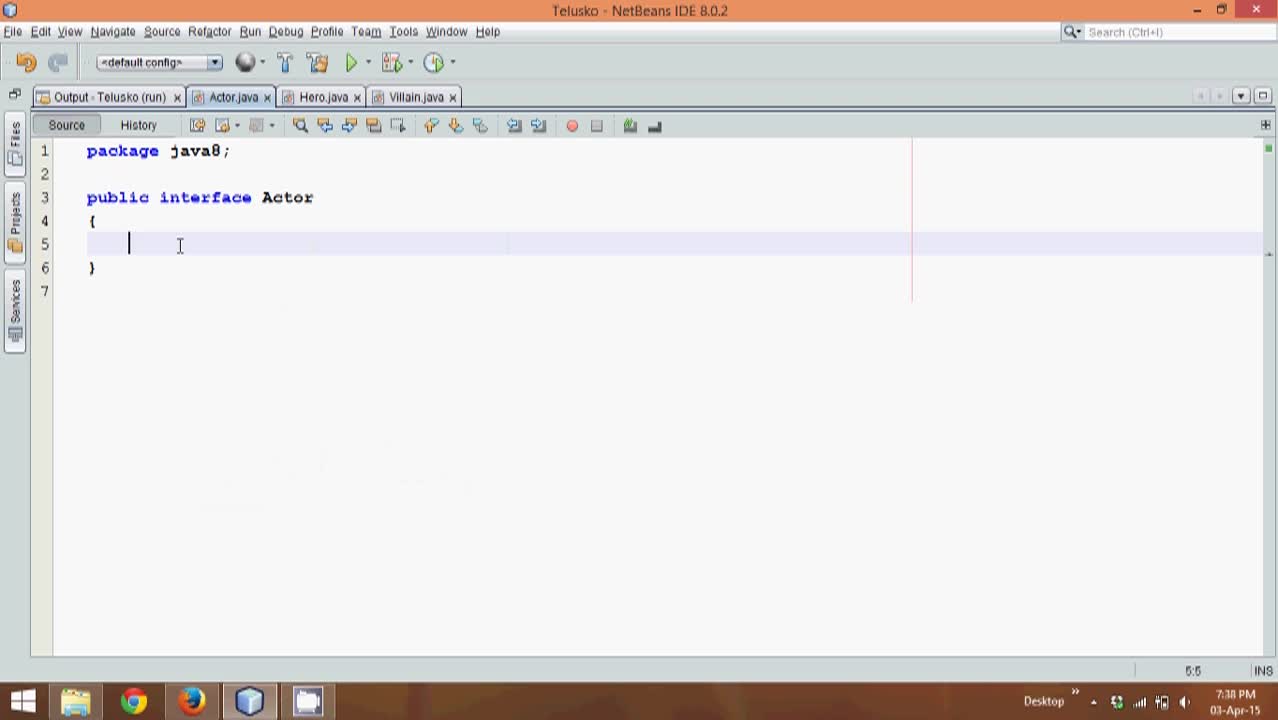 Telusko - NetBeans IDE 8.0.2
File Edit View Navigate Source Refactor Run Debug Profile Team Tools Window Help
Search (Ctrl+I)
<default config>
Output - Telusko (run) Actor.java Hero.java Villain.java
Source History
Files
Projects
Services
1 package java8;
2
3 public interface Actor
4 {
5
6 }
7
5:5 INS
Desktop
7:38 PM
03-Apr-15